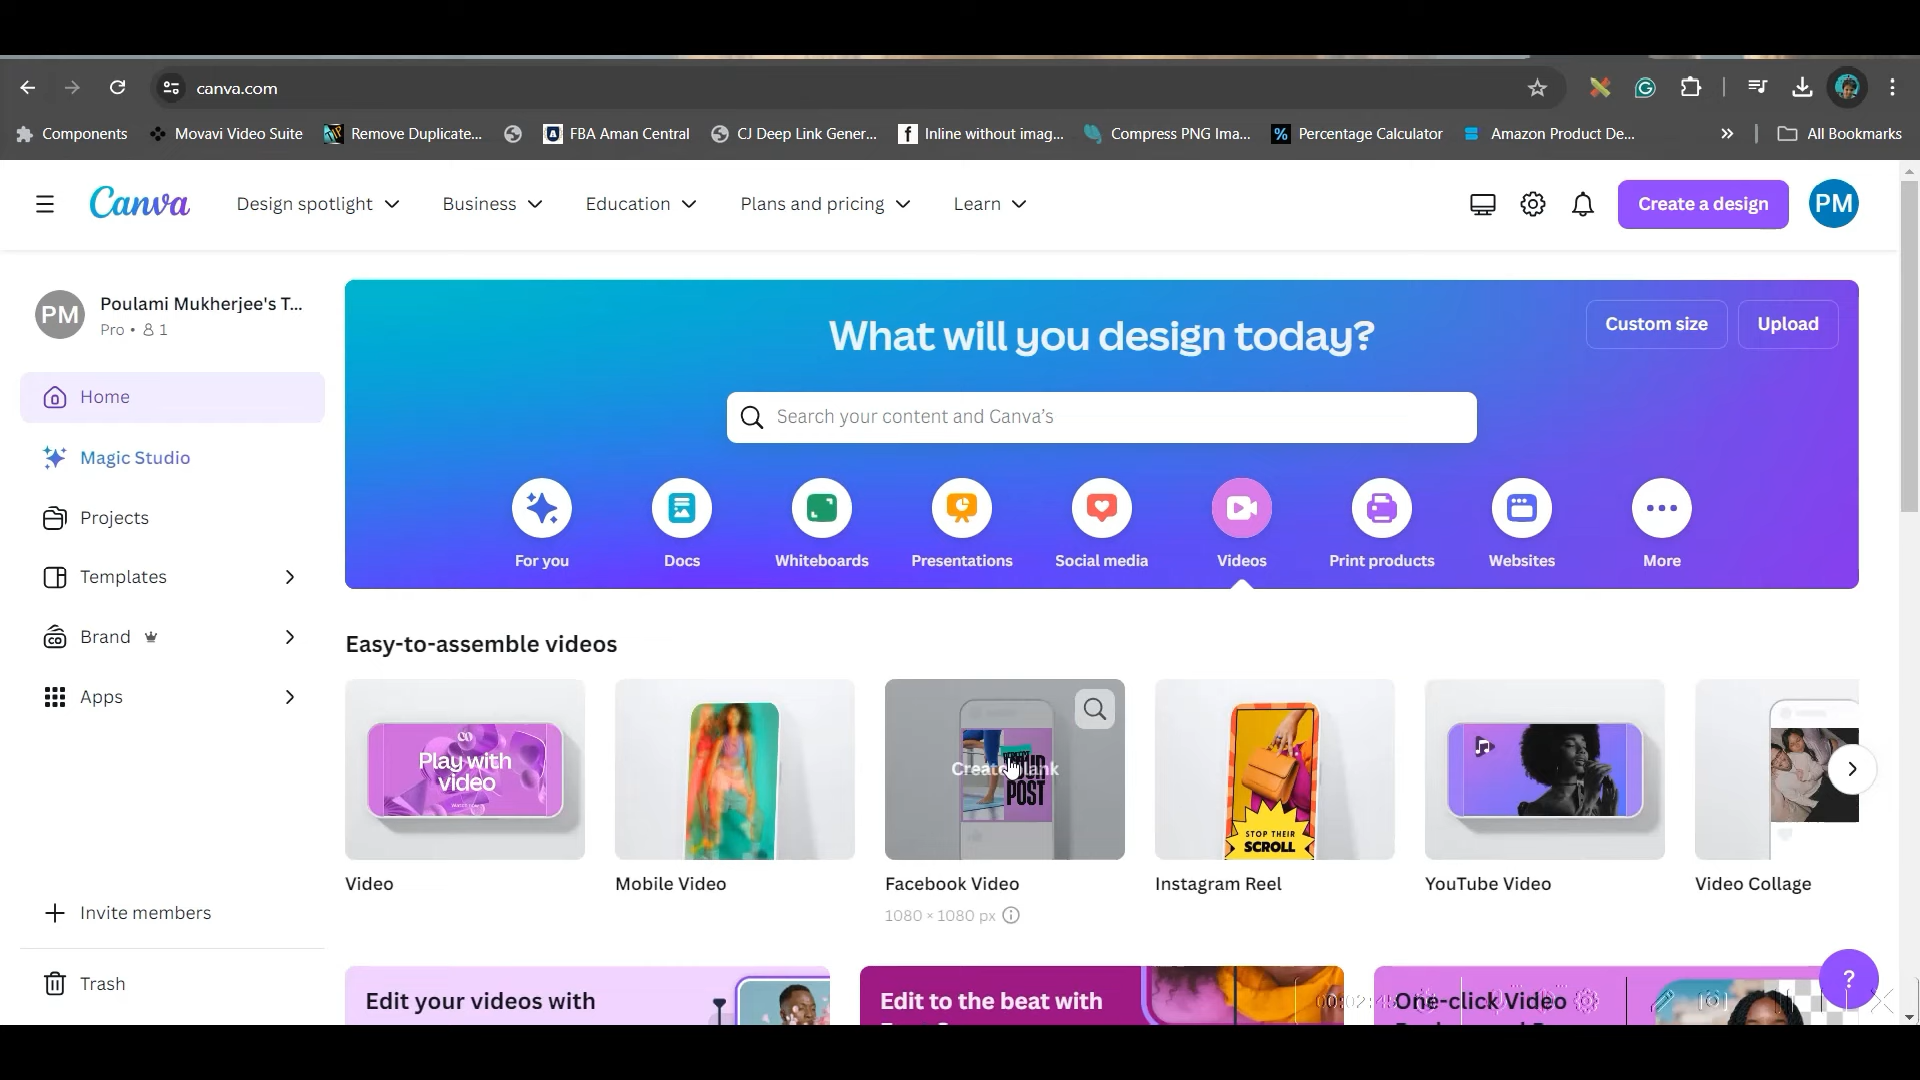 canva.com
Components
Movavi Video Suite
Remove Duplicate...
FBA Aman Central
CJ Deep Link Gener...
Inline without imag...
Compress PNG Ima...
Percentage Calculator
Amazon Product De...
All Bookmarks
Canva
Design spotlight
Business
Education
Plans and pricing
Learn
Create a design
PM
PM
Poulami Mukherjee's T...
Pro • 1
Home
Magic Studio
Projects
Templates
Brand
Apps
Invite members
Trash
What will you design today?
Custom size
Upload
Search your content and Canva's
For you
Docs
Whiteboards
Presentations
Social media
Videos
Print products
Websites
More
Easy-to-assemble videos
Play with
video
Create blank
YOUR
POST
STOP THEIR
SCROLL
Video
Mobile Video
Facebook Video
1080 × 1080 px
Instagram Reel
YouTube Video
Video Collage
Edit your videos with
Edit to the beat with
One-click Video
?